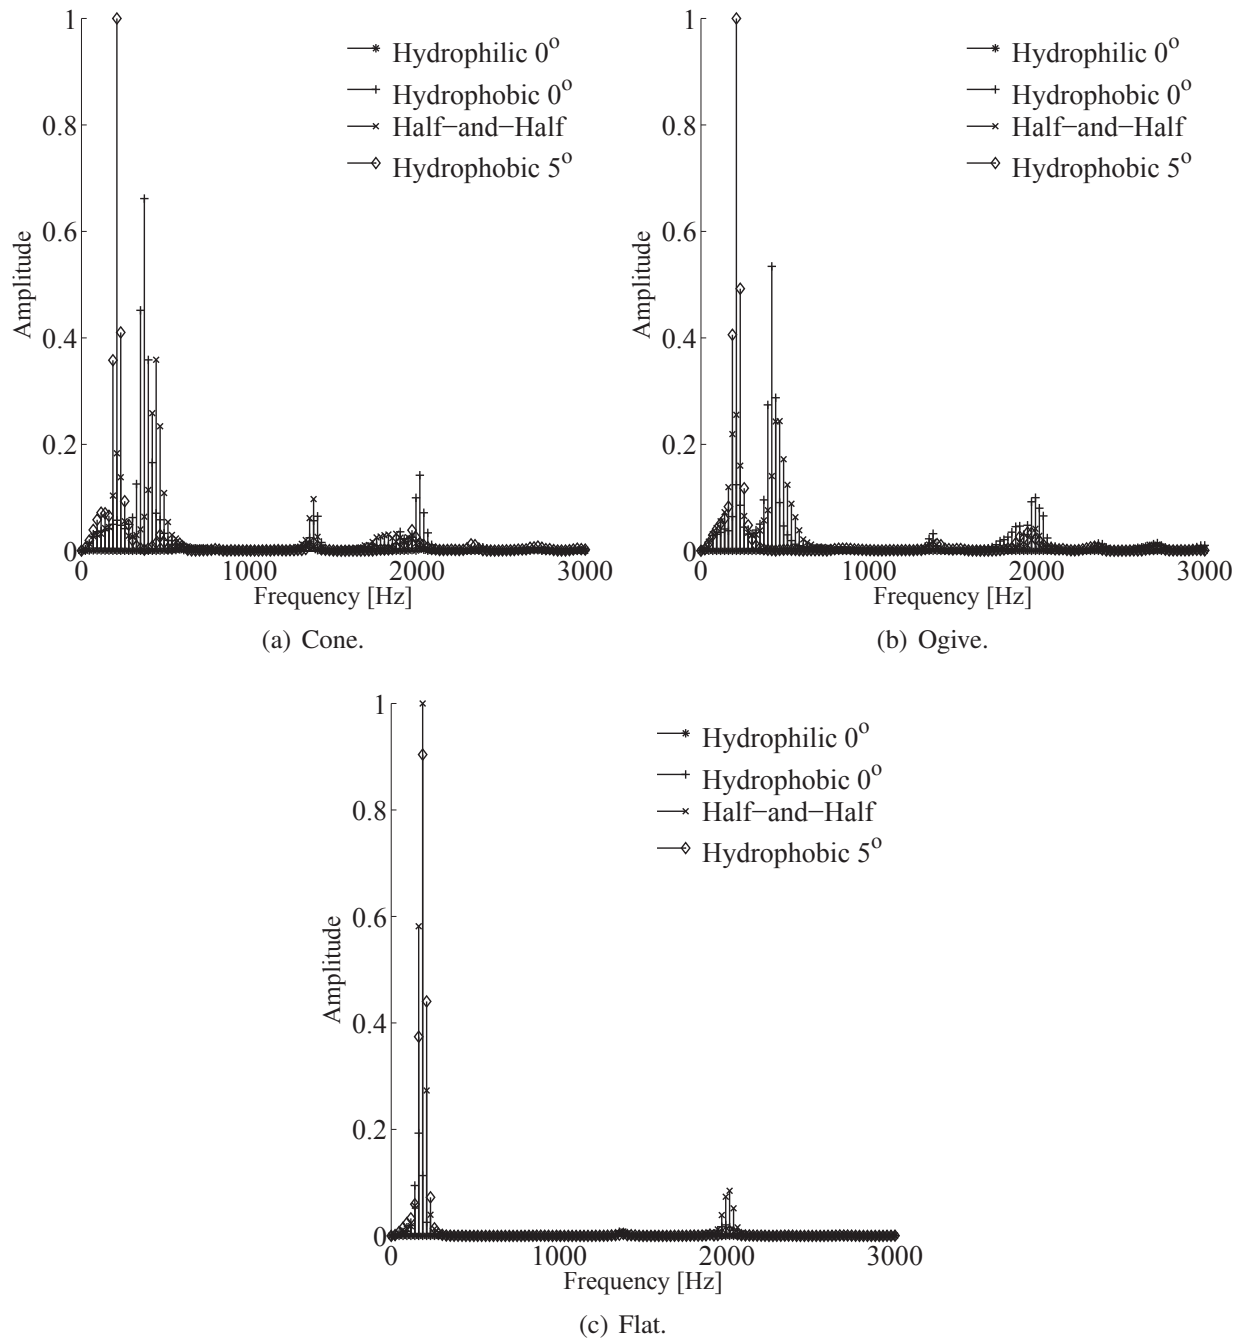 1
0.8
0.6
0.4
0.2
0
Amplitude
Hydrophilic 0º
Hydrophobic 0º
Half−and−Half
Hydrophobic 5º
0 1000 2000 3000
Frequency [Hz]
(a) Cone.
1
0.8
0.6
0.4
0.2
0
Amplitude
Hydrophilic 0º
Hydrophobic 0º
Half−and−Half
Hydrophobic 5º
0 1000 2000 3000
Frequency [Hz]
(b) Ogive.
1
0.8
0.6
0.4
0.2
0
Amplitude
Hydrophilic 0º
Hydrophobic 0º
Half−and−Half
Hydrophobic 5º
0 1000 2000 3000
Frequency [Hz]
(c) Flat.